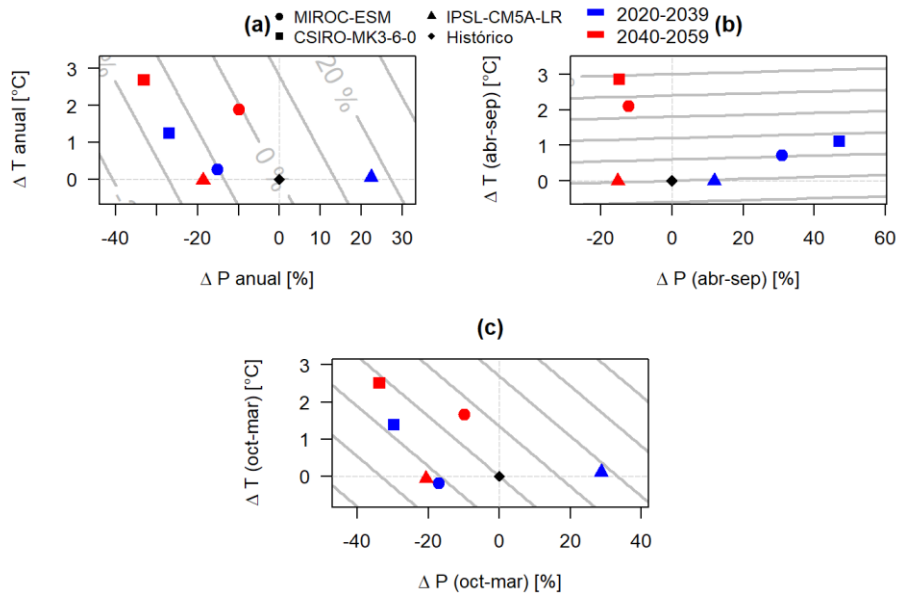 (a)
MIROC-ESM
IPSL-CM5A-LR
2020-2039
CSIRO-MK3-6-0
Histórico
2040-2059
(b)
3
2
1
0
Δ T anual [°C]
0 %
20 %
-40
-20
0
10
20
30
Δ P anual [%]
3
2
1
0
Δ T (abr-sep) [°C]
-20
0
20
40
60
Δ P (abr-sep) [%]
(c)
3
2
1
0
Δ T (oct-mar) [°C]
-40
-20
0
20
40
Δ P (oct-mar) [%]